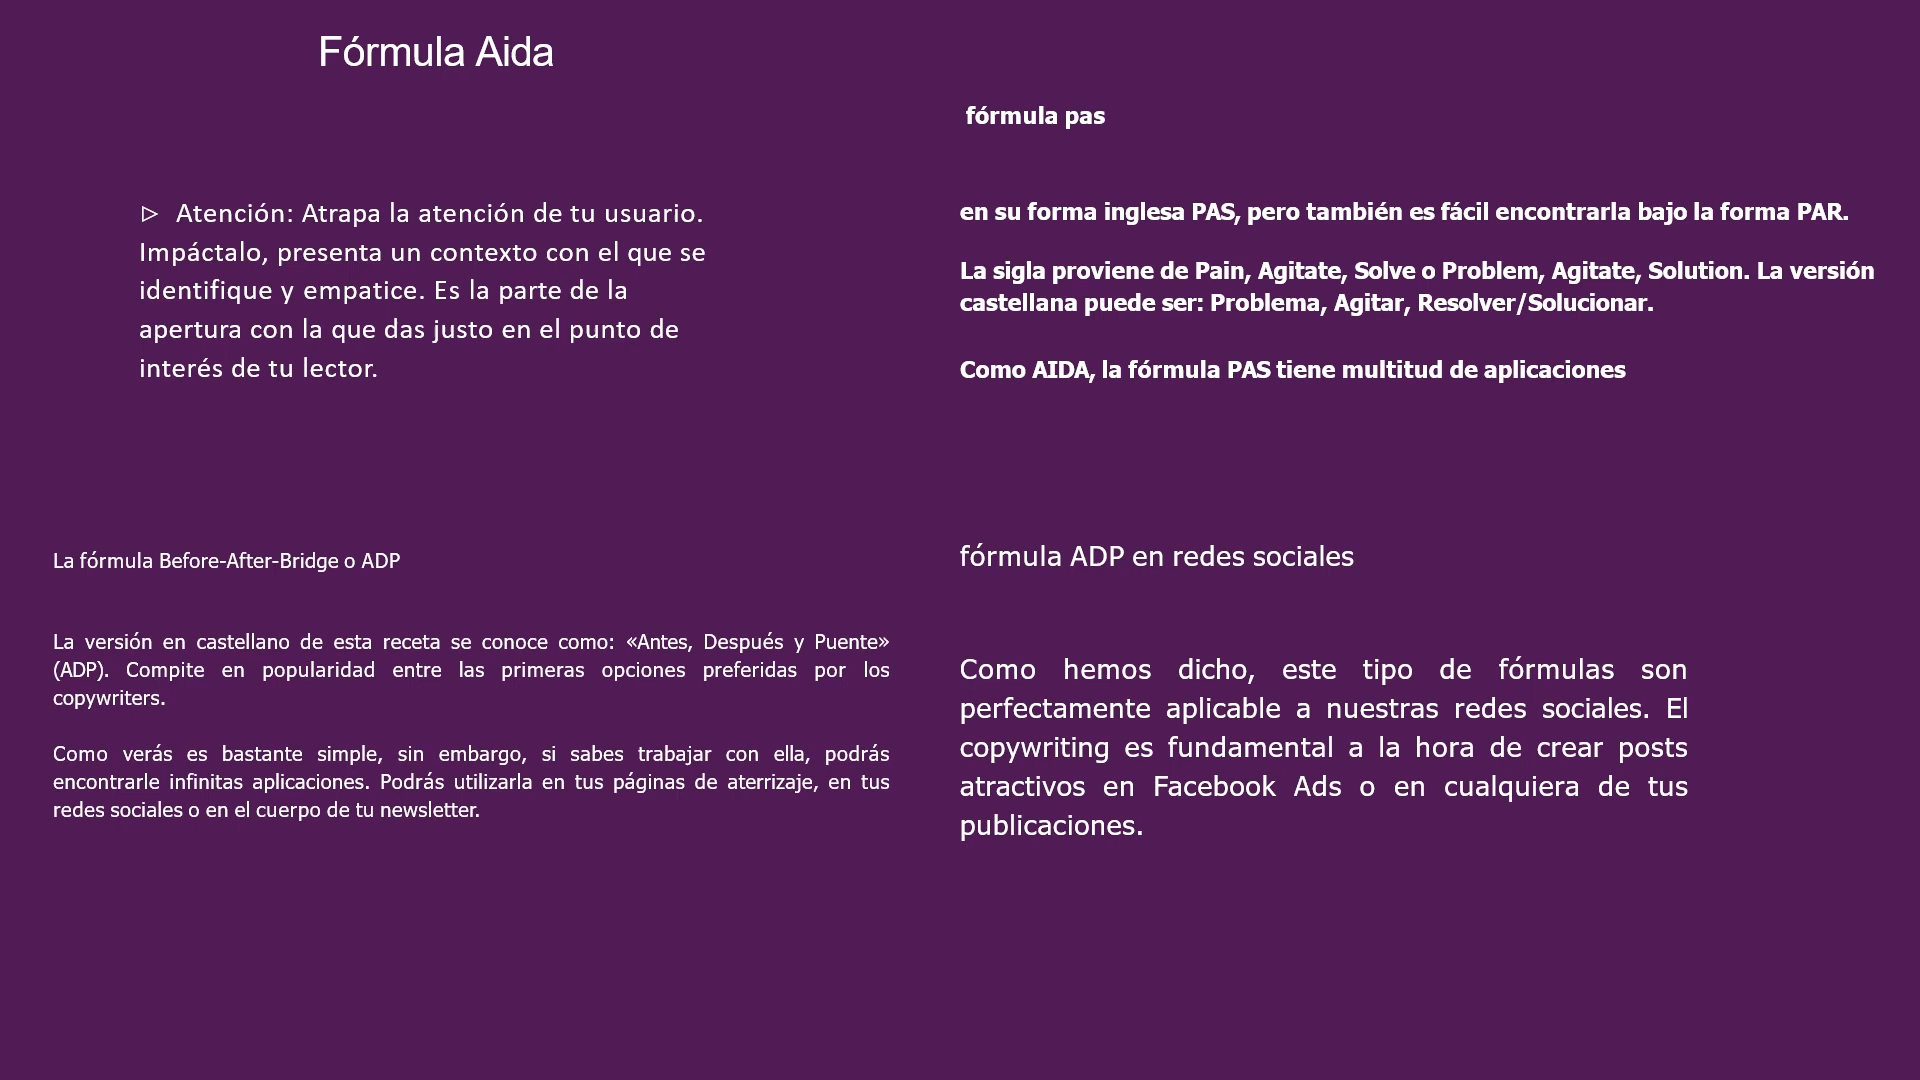 Fórmula Aida
▷ Atención: Atrapa la atención de tu usuario.
Impáctalo, presenta un contexto con el que se
identifique y empatice. Es la parte de la
apertura con la que das justo en el punto de
interés de tu lector.
fórmula pas
en su forma inglesa PAS, pero también es fácil encontrarla bajo la forma PAR.
La sigla proviene de Pain, Agitate, Solve o Problem, Agitate, Solution. La versión
castellana puede ser: Problema, Agitar, Resolver/Solucionar.
Como AIDA, la fórmula PAS tiene multitud de aplicaciones
La fórmula Before-After-Bridge o ADP
La versión en castellano de esta receta se conoce como: «Antes, Después y Puente»
(ADP). Compite en popularidad entre las primeras opciones preferidas por los
copywriters.
Como verás es bastante simple, sin embargo, si sabes trabajar con ella, podrás
encontrarle infinitas aplicaciones. Podrás utilizarla en tus páginas de aterrizaje, en tus
redes sociales o en el cuerpo de tu newsletter.
fórmula ADP en redes sociales
Como hemos dicho, este tipo de fórmulas son
perfectamente aplicable a nuestras redes sociales. El
copywriting es fundamental a la hora de crear posts
atractivos en Facebook Ads o en cualquiera de tus
publicaciones.